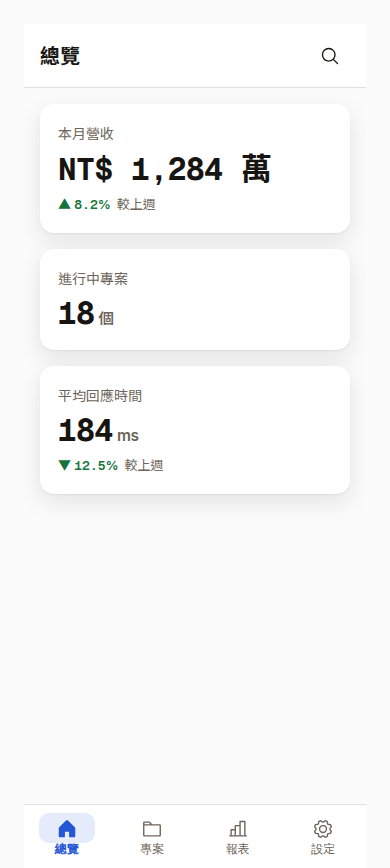 總覽
本月營收
NT$ 1,284 萬
▲ 8.2% 較上週
進行中專案
18 個
平均回應時間
184 ms
▼ 12.5% 較上週
總覽 專案 報表 設定